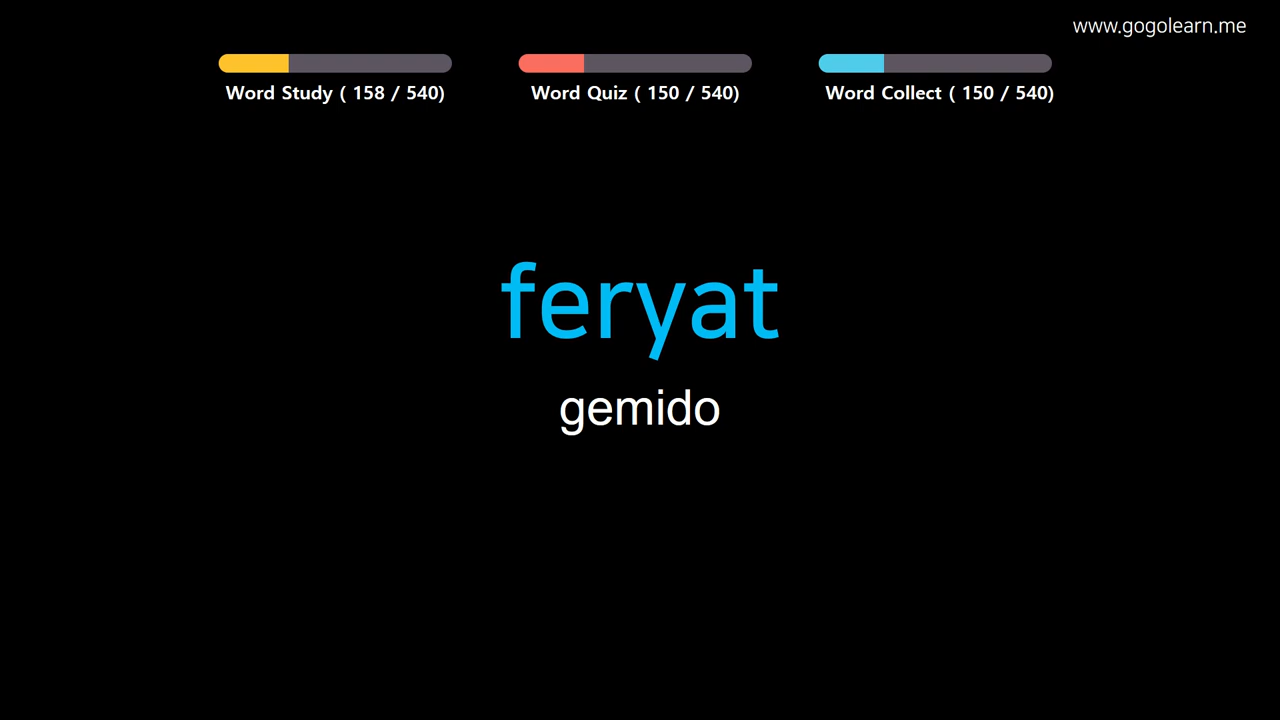 www.gogolearn.me
Word Study ( 158 / 540)
Word Quiz ( 150 / 540)
Word Collect ( 150 / 540)
feryat
gemido